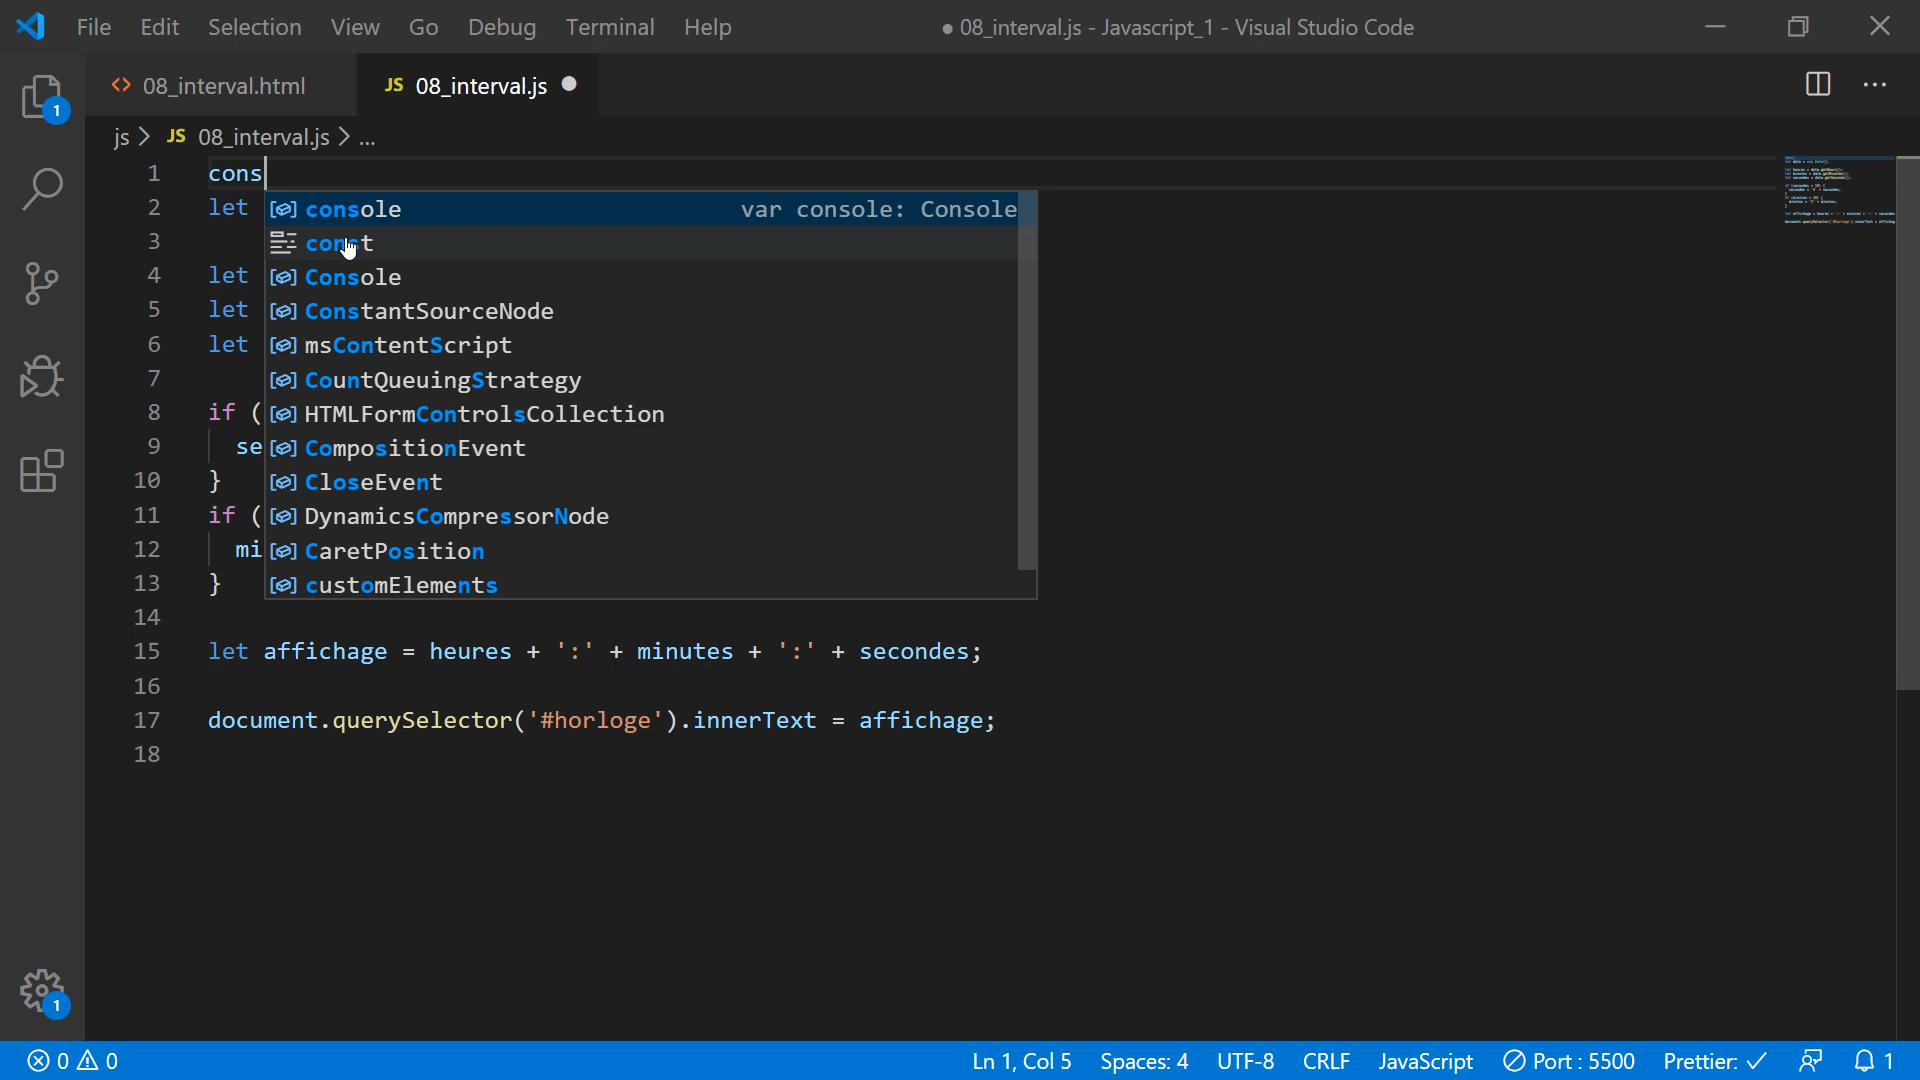 File Edit Selection View Go Debug Terminal Help ● 08_interval.js - Javascript_1 - Visual Studio Code
<> 08_interval.html JS 08_interval.js ●
js > JS 08_interval.js > ...
1 cons
2 let console var console: Console
3 const
4 let Console
5 let ConstantSourceNode
6 let msContentScript
7 CountQueuingStrategy
8 if ( HTMLFormControlsCollection
9 se CompositionEvent
10 } CloseEvent
11 if ( DynamicsCompressorNode
12 mi CaretPosition
13 } customElements
14
15 let affichage = heures + ':' + minutes + ':' + secondes;
16
17 document.querySelector('#horloge').innerText = affichage;
18
1
1
0 0 Ln 1, Col 5 Spaces: 4 UTF-8 CRLF JavaScript Port : 5500 Prettier: ✓ 1